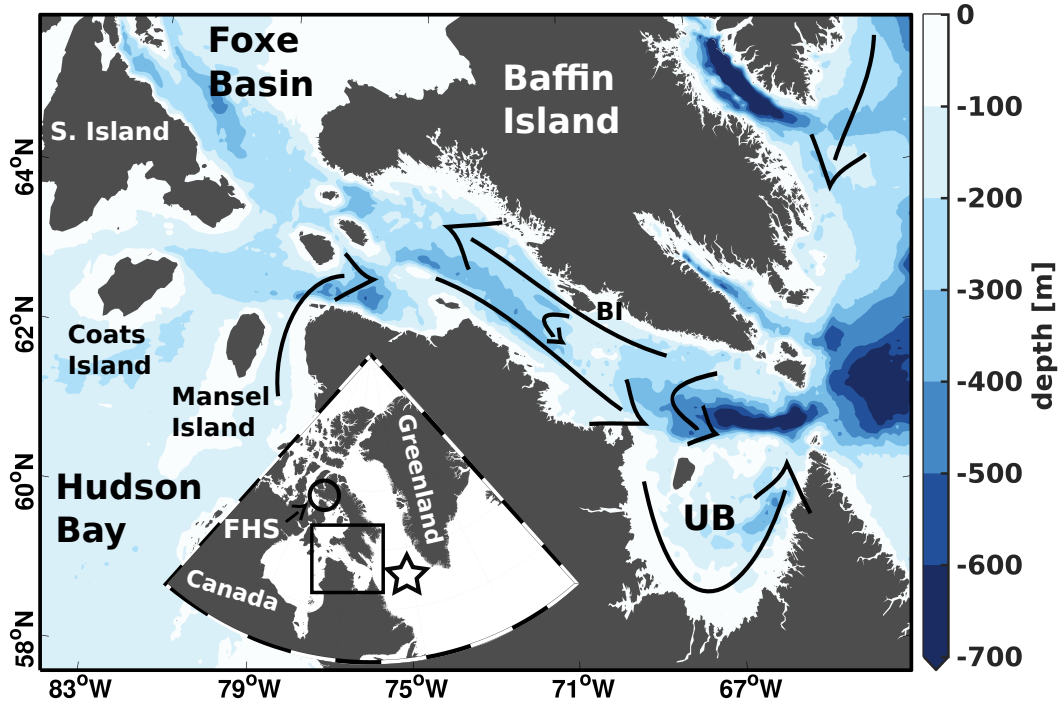 Foxe
Basin
Baffin
Island
S. Island
BI
Coats
Island
Mansel
Island
Hudson
Bay
UB
Greenland
FHS
Canada
64°N
62°N
60°N
58°N
83°W
79°W
75°W
71°W
67°W
0
-100
-200
-300
-400
-500
-600
-700
depth [m]